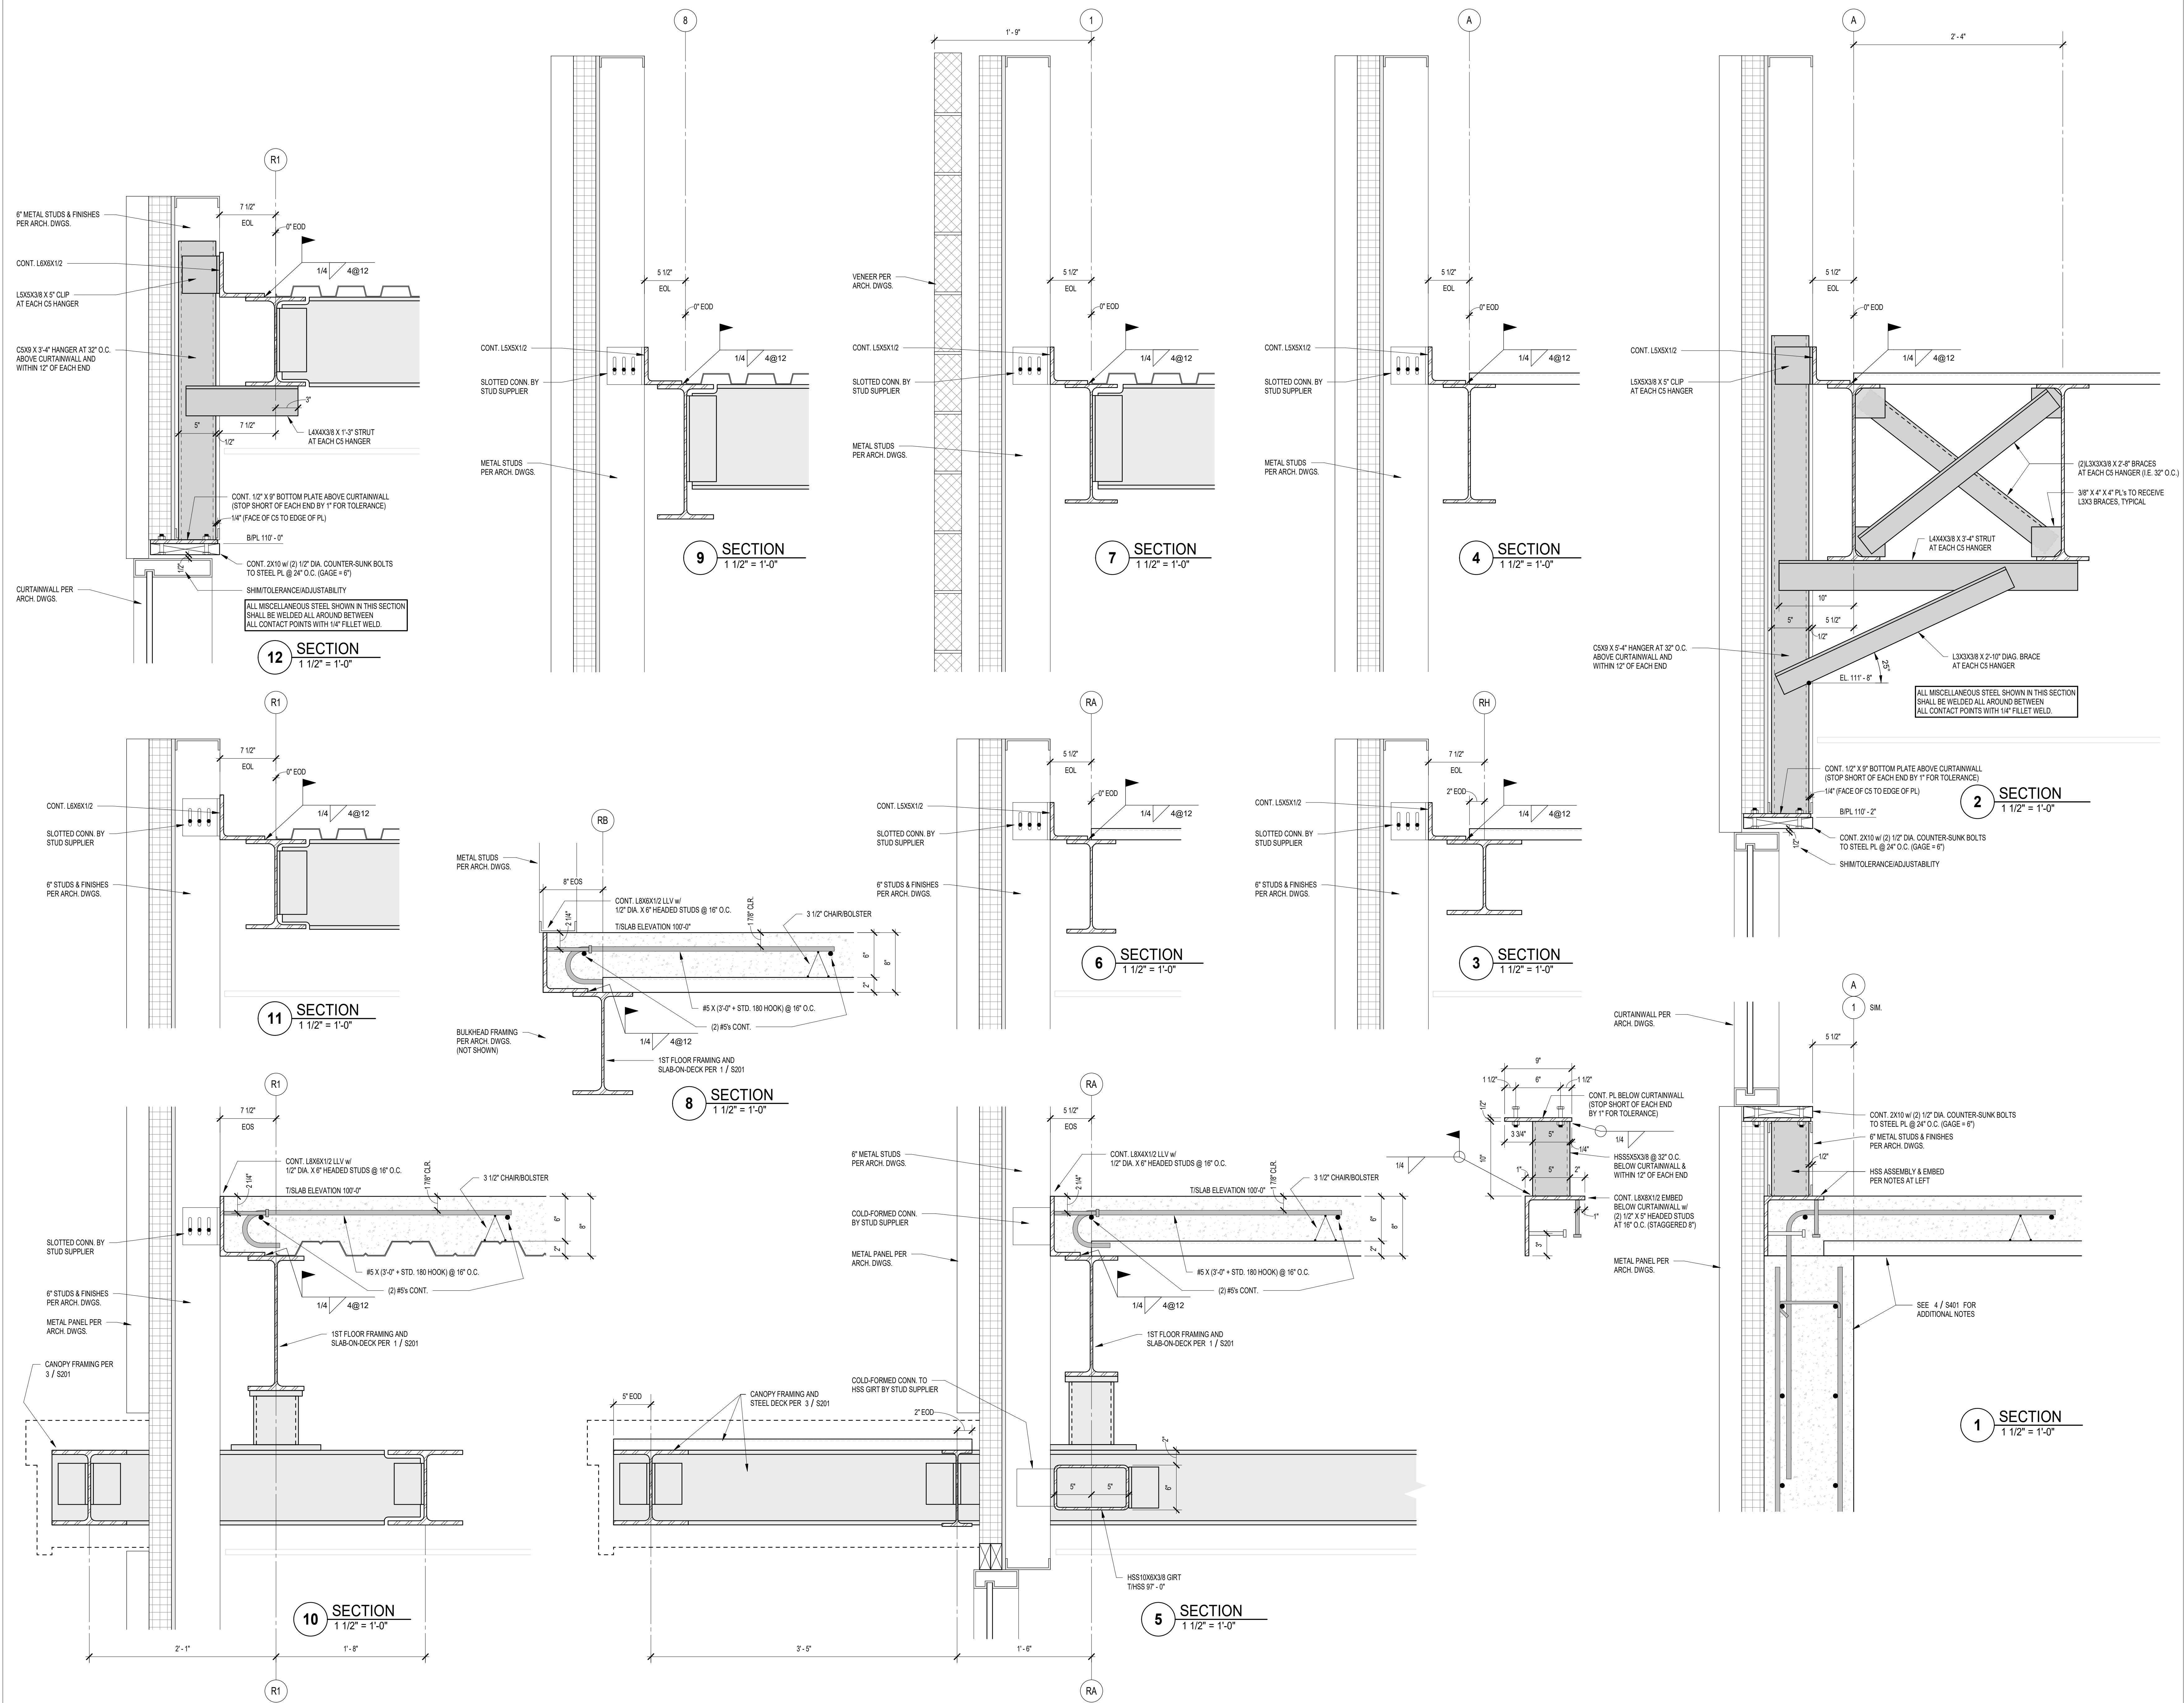 R1
7 1/2"
EOL
0" EOD
6" METAL STUDS & FINISHES
PER ARCH. DWGS.
CONT. L6X6X1/2
1/4
4@12
L5X5X3/8 X 5" CLIP
AT EACH C5 HANGER
C5X9 X 3'-4" HANGER AT 32" O.C.
ABOVE CURTAINWALL AND
WITHIN 12" OF EACH END
3"
5"
7 1/2"
1/2"
L4X4X3/8 X 1'-3" STRUT
AT EACH C5 HANGER
CONT. 1/2" X 9" BOTTOM PLATE ABOVE CURTAINWALL
(STOP SHORT OF EACH END BY 1" FOR TOLERANCE)
1/4" (FACE OF C5 TO EDGE OF PL)
B/PL 110' - 0"
CONT. 2X10 w/ (2) 1/2" DIA. COUNTER-SUNK BOLTS
TO STEEL PL @ 24" O.C. (GAGE = 6")
1/2"
SHIM/TOLERANCE/ADJUSTABILITY
CURTAINWALL PER
ARCH. DWGS.
ALL MISCELLANEOUS STEEL SHOWN IN THIS SECTION
SHALL BE WELDED ALL AROUND BETWEEN
ALL CONTACT POINTS WITH 1/4" FILLET WELD.
12 SECTION
1 1/2" = 1'-0"
8
5 1/2"
EOL
0" EOD
CONT. L5X5X1/2
1/4
4@12
SLOTTED CONN. BY
STUD SUPPLIER
METAL STUDS
PER ARCH. DWGS.
9 SECTION
1 1/2" = 1'-0"
1
1' - 9"
VENEER PER
ARCH. DWGS.
5 1/2"
EOL
0" EOD
CONT. L5X5X1/2
1/4
4@12
SLOTTED CONN. BY
STUD SUPPLIER
METAL STUDS
PER ARCH. DWGS.
7 SECTION
1 1/2" = 1'-0"
A
5 1/2"
EOL
0" EOD
CONT. L5X5X1/2
1/4
4@12
SLOTTED CONN. BY
STUD SUPPLIER
METAL STUDS
PER ARCH. DWGS.
4 SECTION
1 1/2" = 1'-0"
A
2' - 4"
5 1/2"
EOL
0" EOD
CONT. L5X5X1/2
1/4
4@12
L5X5X3/8 X 5" CLIP
AT EACH C5 HANGER
(2)L3X3X3/8 X 2'-8" BRACES
AT EACH C5 HANGER (I.E. 32" O.C.)
3/8" X 4" X 4" PL's TO RECEIVE
L3X3 BRACES, TYPICAL
L4X4X3/8 X 3'-4" STRUT
AT EACH C5 HANGER
10"
5"
5 1/2"
1/2"
C5X9 X 5'-4" HANGER AT 32" O.C.
ABOVE CURTAINWALL AND
WITHIN 12" OF EACH END
L3X3X3/8 X 2'-10" DIAG. BRACE
AT EACH C5 HANGER
25°
EL. 111' - 8"
ALL MISCELLANEOUS STEEL SHOWN IN THIS SECTION
SHALL BE WELDED ALL AROUND BETWEEN
ALL CONTACT POINTS WITH 1/4" FILLET WELD.
CONT. 1/2" X 9" BOTTOM PLATE ABOVE CURTAINWALL
(STOP SHORT OF EACH END BY 1" FOR TOLERANCE)
1/4" (FACE OF C5 TO EDGE OF PL)
B/PL 110' - 2"
CONT. 2X10 w/ (2) 1/2" DIA. COUNTER-SUNK BOLTS
TO STEEL PL @ 24" O.C. (GAGE = 6")
1/2"
SHIM/TOLERANCE/ADJUSTABILITY
2 SECTION
1 1/2" = 1'-0"
R1
7 1/2"
EOL
0" EOD
CONT. L6X6X1/2
1/4
4@12
SLOTTED CONN. BY
STUD SUPPLIER
6" STUDS & FINISHES
PER ARCH. DWGS.
11 SECTION
1 1/2" = 1'-0"
RB
METAL STUDS
PER ARCH. DWGS.
8" EOS
CONT. L8X6X1/2 LLV w/
1/2" DIA. X 6" HEADED STUDS @ 16" O.C.
2 1/4"
T/SLAB ELEVATION 100'-0"
1 7/8" CLR.
3 1/2" CHAIR/BOLSTER
6"
8"
2"
#5 X (3'-0" + STD. 180 HOOK) @ 16" O.C.
(2) #5's CONT.
1/4
4@12
BULKHEAD FRAMING
PER ARCH. DWGS.
(NOT SHOWN)
1ST FLOOR FRAMING AND
SLAB-ON-DECK PER 1 / S201
8 SECTION
1 1/2" = 1'-0"
RA
5 1/2"
EOL
0" EOD
CONT. L5X5X1/2
1/4
4@12
SLOTTED CONN. BY
STUD SUPPLIER
6" STUDS & FINISHES
PER ARCH. DWGS.
6 SECTION
1 1/2" = 1'-0"
RH
7 1/2"
EOL
2" EOD
CONT. L5X5X1/2
1/4
4@12
SLOTTED CONN. BY
STUD SUPPLIER
6" STUDS & FINISHES
PER ARCH. DWGS.
3 SECTION
1 1/2" = 1'-0"
R1
7 1/2"
EOS
CONT. L8X6X1/2 LLV w/
1/2" DIA. X 6" HEADED STUDS @ 16" O.C.
2 1/4"
T/SLAB ELEVATION 100'-0"
1 7/8" CLR.
3 1/2" CHAIR/BOLSTER
6"
8"
2"
SLOTTED CONN. BY
STUD SUPPLIER
#5 X (3'-0" + STD. 180 HOOK) @ 16" O.C.
(2) #5's CONT.
6" STUDS & FINISHES
PER ARCH. DWGS.
1/4
4@12
METAL PANEL PER
ARCH. DWGS.
1ST FLOOR FRAMING AND
SLAB-ON-DECK PER 1 / S201
CANOPY FRAMING PER
3 / S201
10 SECTION
1 1/2" = 1'-0"
2' - 1"
1' - 8"
R1
RA
5 1/2"
EOS
6" METAL STUDS
PER ARCH. DWGS.
CONT. L8X4X1/2 LLV w/
1/2" DIA. X 6" HEADED STUDS @ 16" O.C.
2 1/4"
T/SLAB ELEVATION 100'-0"
1 7/8" CLR.
3 1/2" CHAIR/BOLSTER
6"
8"
2"
COLD-FORMED CONN.
BY STUD SUPPLIER
METAL PANEL PER
ARCH. DWGS.
#5 X (3'-0" + STD. 180 HOOK) @ 16" O.C.
(2) #5's CONT.
1/4
4@12
1ST FLOOR FRAMING AND
SLAB-ON-DECK PER 1 / S201
COLD-FORMED CONN. TO
HSS GIRT BY STUD SUPPLIER
5" EOD
CANOPY FRAMING AND
STEEL DECK PER 3 / S201
2" EOD
2"
5"
5"
6"
HSS10X6X3/8 GIRT
T/HSS 97' - 0"
5 SECTION
1 1/2" = 1'-0"
3' - 5"
1' - 6"
RA
A
1
SIM.
CURTAINWALL PER
ARCH. DWGS.
5 1/2"
9"
1 1/2"
6"
1 1/2"
1/2"
CONT. PL BELOW CURTAINWALL
(STOP SHORT OF EACH END
BY 1" FOR TOLERANCE)
3 3/4"
5"
1/4
1/4"
10"
1/4
HSS5X5X3/8 @ 32" O.C.
BELOW CURTAINWALL &
WITHIN 12" OF EACH END
1"
5"
2"
CONT. L8X8X1/2 EMBED
BELOW CURTAINWALL w/
(2) 1/2" X 5" HEADED STUDS
AT 16" O.C. (STAGGERED 8")
1"
3"
CONT. 2X10 w/ (2) 1/2" DIA. COUNTER-SUNK BOLTS
TO STEEL PL @ 24" O.C. (GAGE = 6")
6" METAL STUDS & FINISHES
PER ARCH. DWGS.
1/2"
HSS ASSEMBLY & EMBED
PER NOTES AT LEFT
METAL PANEL PER
ARCH. DWGS.
SEE 4 / S401 FOR
ADDITIONAL NOTES
1 SECTION
1 1/2" = 1'-0"